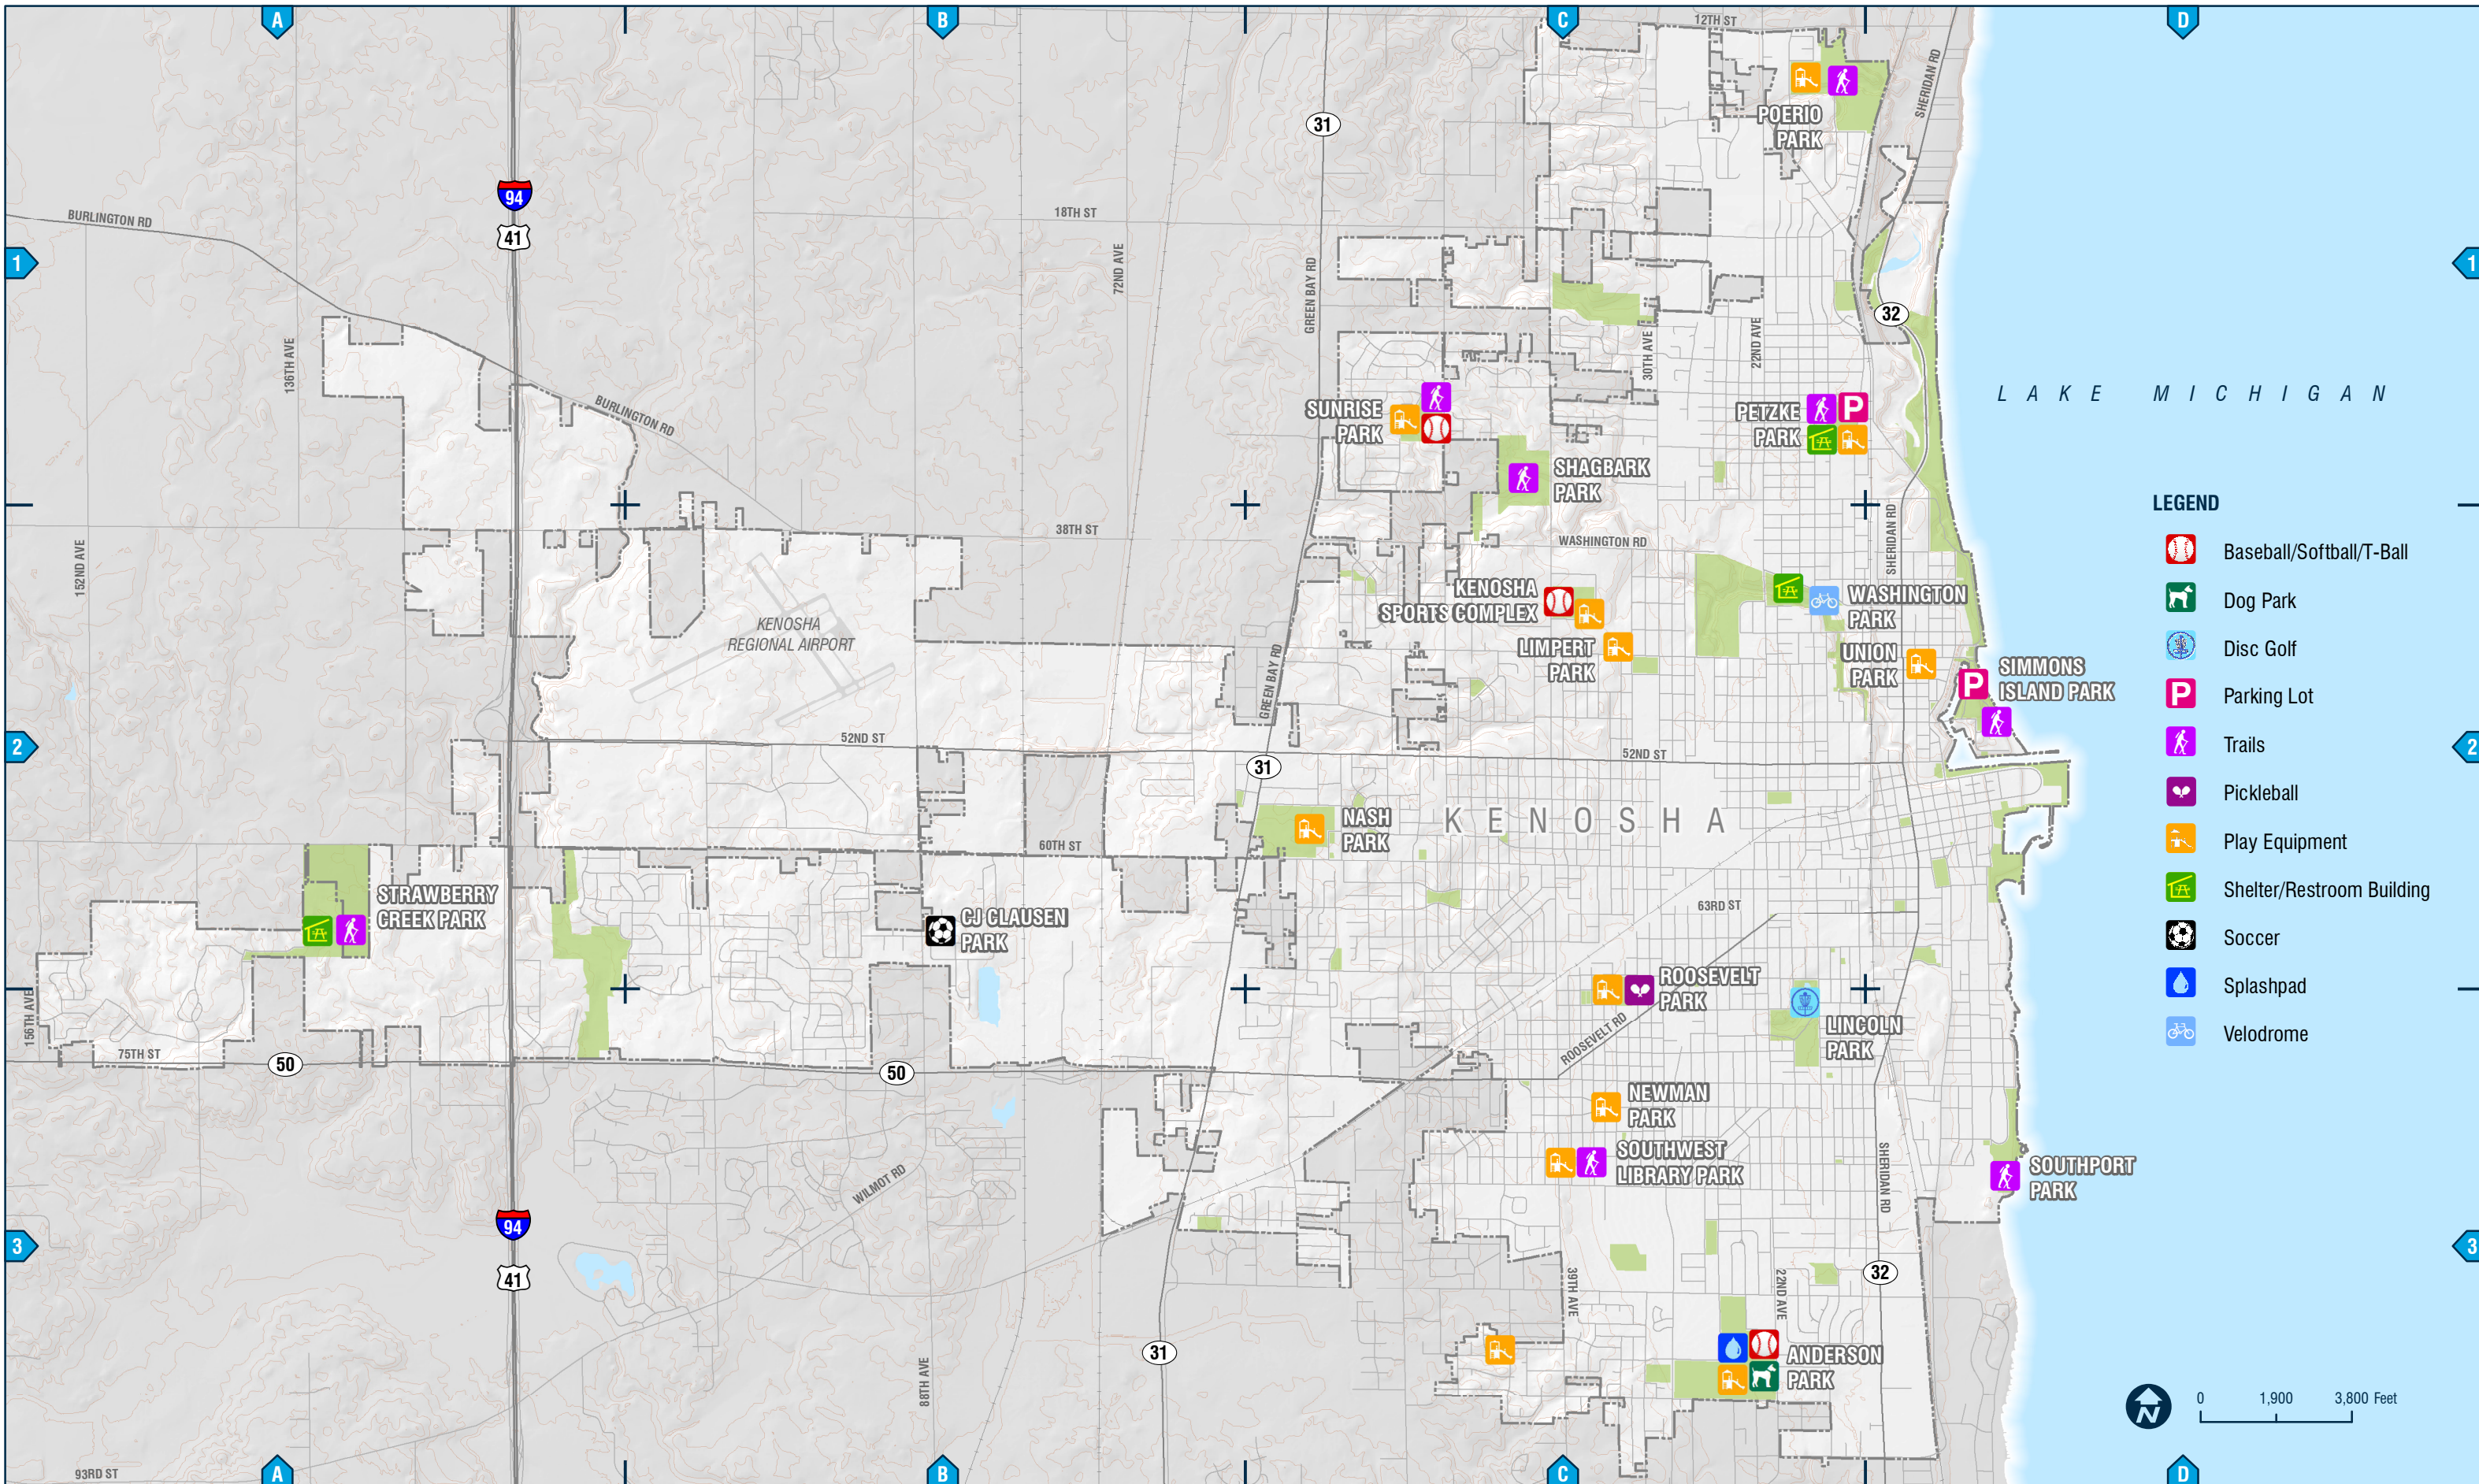 A
B
C
D
12TH ST
SHERIDAN RD
POERIO
PARK
31
94
41
BURLINGTON RD
18TH ST
72ND AVE
GREEN BAY RD
1
1
32
136TH AVE
30TH AVE
22ND AVE
BURLINGTON RD
SUNRISE
PARK
PETZKE
PARK
P
LAKE MICHIGAN
SHAGBARK
PARK
LEGEND
Baseball/Softball/T-Ball
Dog Park
Disc Golf
P
Parking Lot
Trails
Pickleball
Play Equipment
Shelter/Restroom Building
Soccer
Splashpad
Velodrome
152ND AVE
38TH ST
WASHINGTON RD
SHERIDAN RD
KENOSHA
REGIONAL AIRPORT
KENOSHA
SPORTS COMPLEX
WASHINGTON
PARK
LIMPERT
PARK
UNION
PARK
P
SIMMONS
ISLAND PARK
GREEN BAY RD
2
2
52ND ST
52ND ST
31
NASH
PARK
KENOSHA
60TH ST
STRAWBERRY
CREEK PARK
CJ CLAUSEN
PARK
63RD ST
ROOSEVELT
PARK
156TH AVE
ROOSEVELT RD
LINCOLN
PARK
75TH ST
50
50
NEWMAN
PARK
SOUTHWEST
LIBRARY PARK
SHERIDAN RD
SOUTHPORT
PARK
WILMOT RD
94
41
3
3
39TH AVE
22ND AVE
32
31
88TH AVE
ANDERSON
PARK
N
0 1,900 3,800 Feet
93RD ST
A
B
C
D